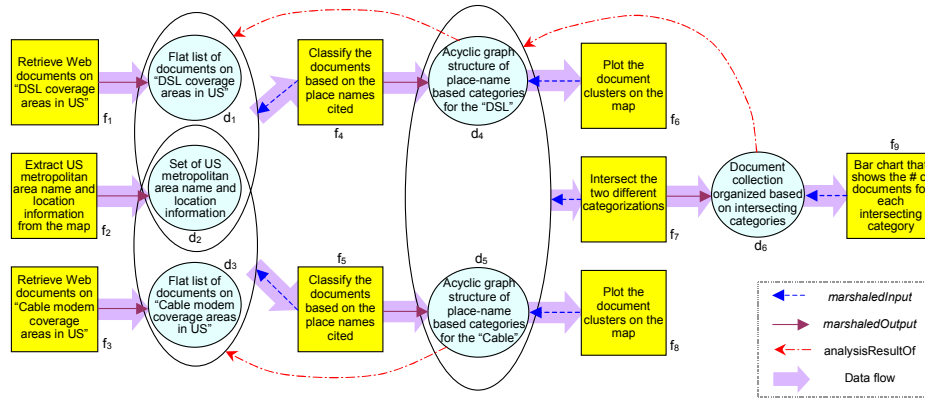 Retrieve Web
documents on
“DSL coverage
areas in US”
f1
Flat list of
documents on
“DSL coverage
areas in US”
d1
Classify the
documents
based on the
place names
cited
f4
Acyclic graph
structure of
place-name
based categories
for the “DSL”
d4
Plot the
document
clusters on the
map
f6
Extract US
metropolitan
area name and
location
information
from the map
f2
Set of US
metropolitan
area name and
location
information
d2
Intersect the
two different
categorizations
f7
Document
collection
organized based
on intersecting
categories
d6
f9
Bar chart that
shows the # o
documents fo
each
intersecting
category
Retrieve Web
documents on
“Cable modem
coverage
areas in US”
f3
d3
Flat list of
documents on
“Cable modem
coverage areas
in US”
f5
Classify the
documents
based on the
place names
cited
d5
Acyclic graph
structure of
place-name
based categories
for the “Cable”
Plot the
document
clusters on the
map
f8
marshaledInput
marshaledOutput
analysisResultOf
Data flow